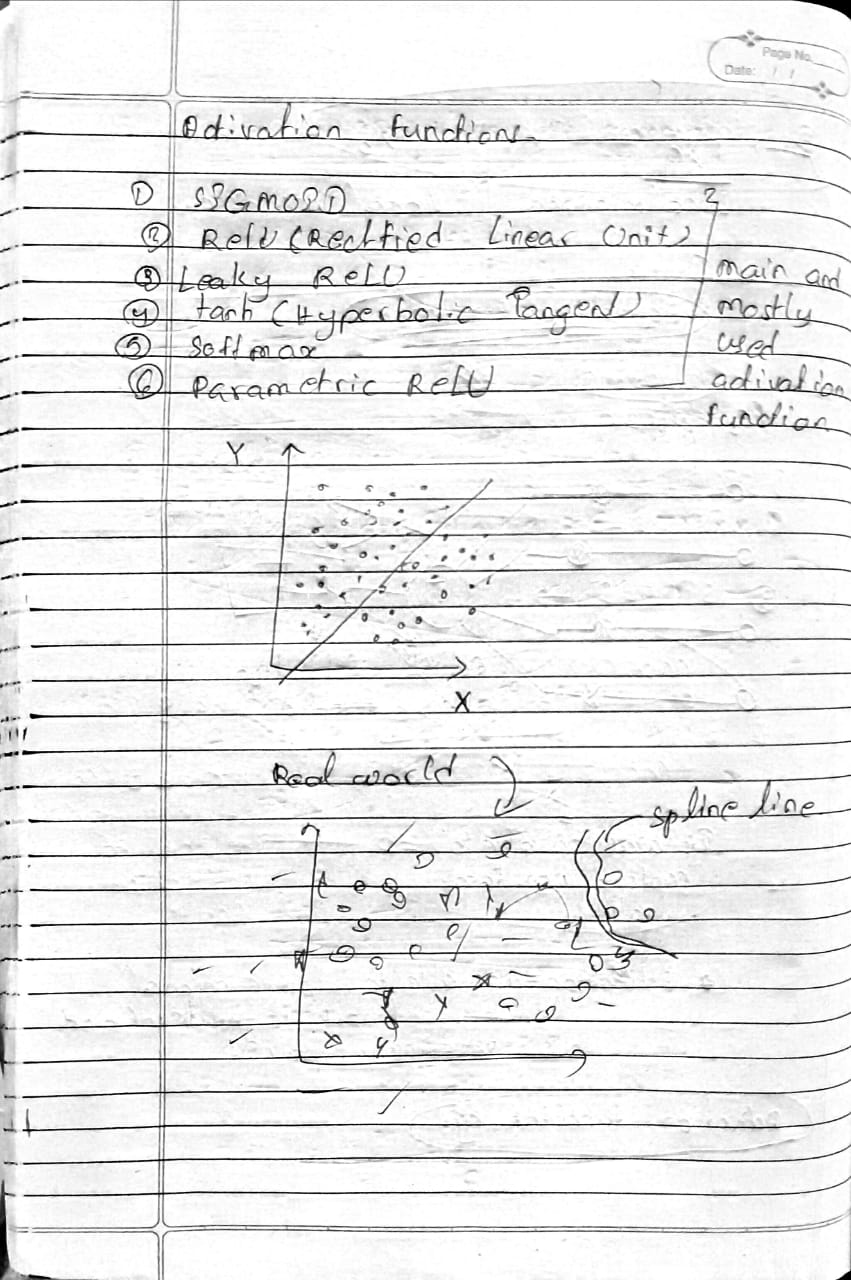 Page No.
Date: / /
Activation functions
① SIGMOID
② Relu (Rectified Linear Unit)
③ Leaky RELU
④ tanh (Hyperbolic Tangent)
⑤ Softmax
⑥ Parametric RELU
main and
mostly
used
activation
function
Y
X
Real world
spline line